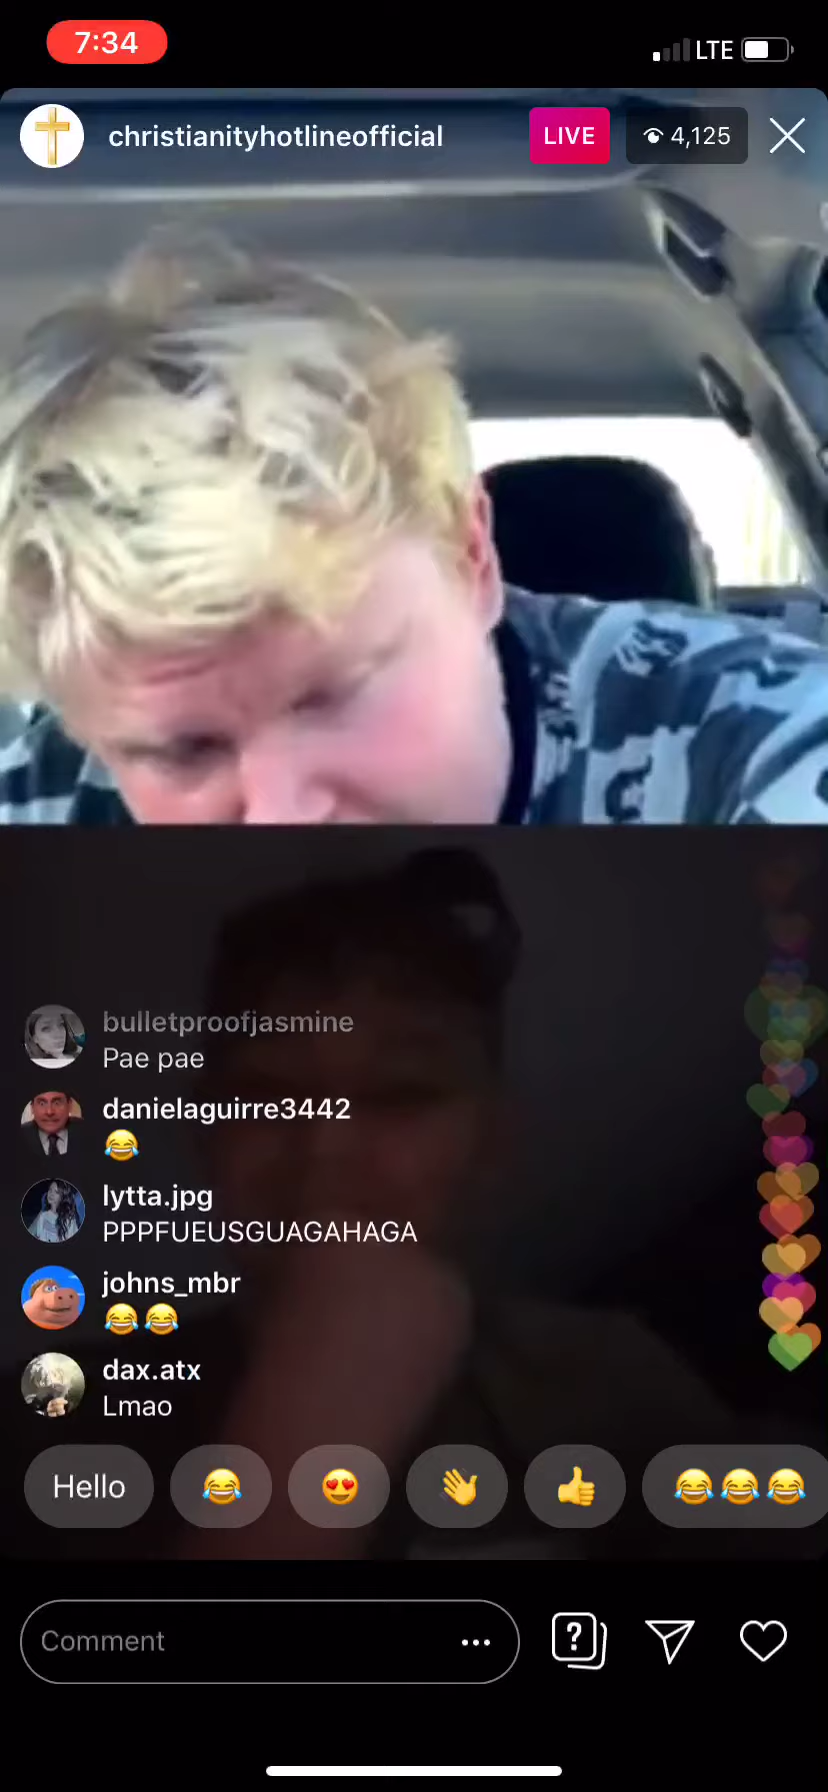 7:34
LTE
christianityhotlineofficial
LIVE
4,125
bulletproofjasmine
Pae pae
danielaguirre3442
😂
lytta.jpg
PPPFUEUSGUAGAHAGA
johns_mbr
😂😂
dax.atx
Lmao
Hello
😂
😍
👋
👍
😂😂😂
Comment
?